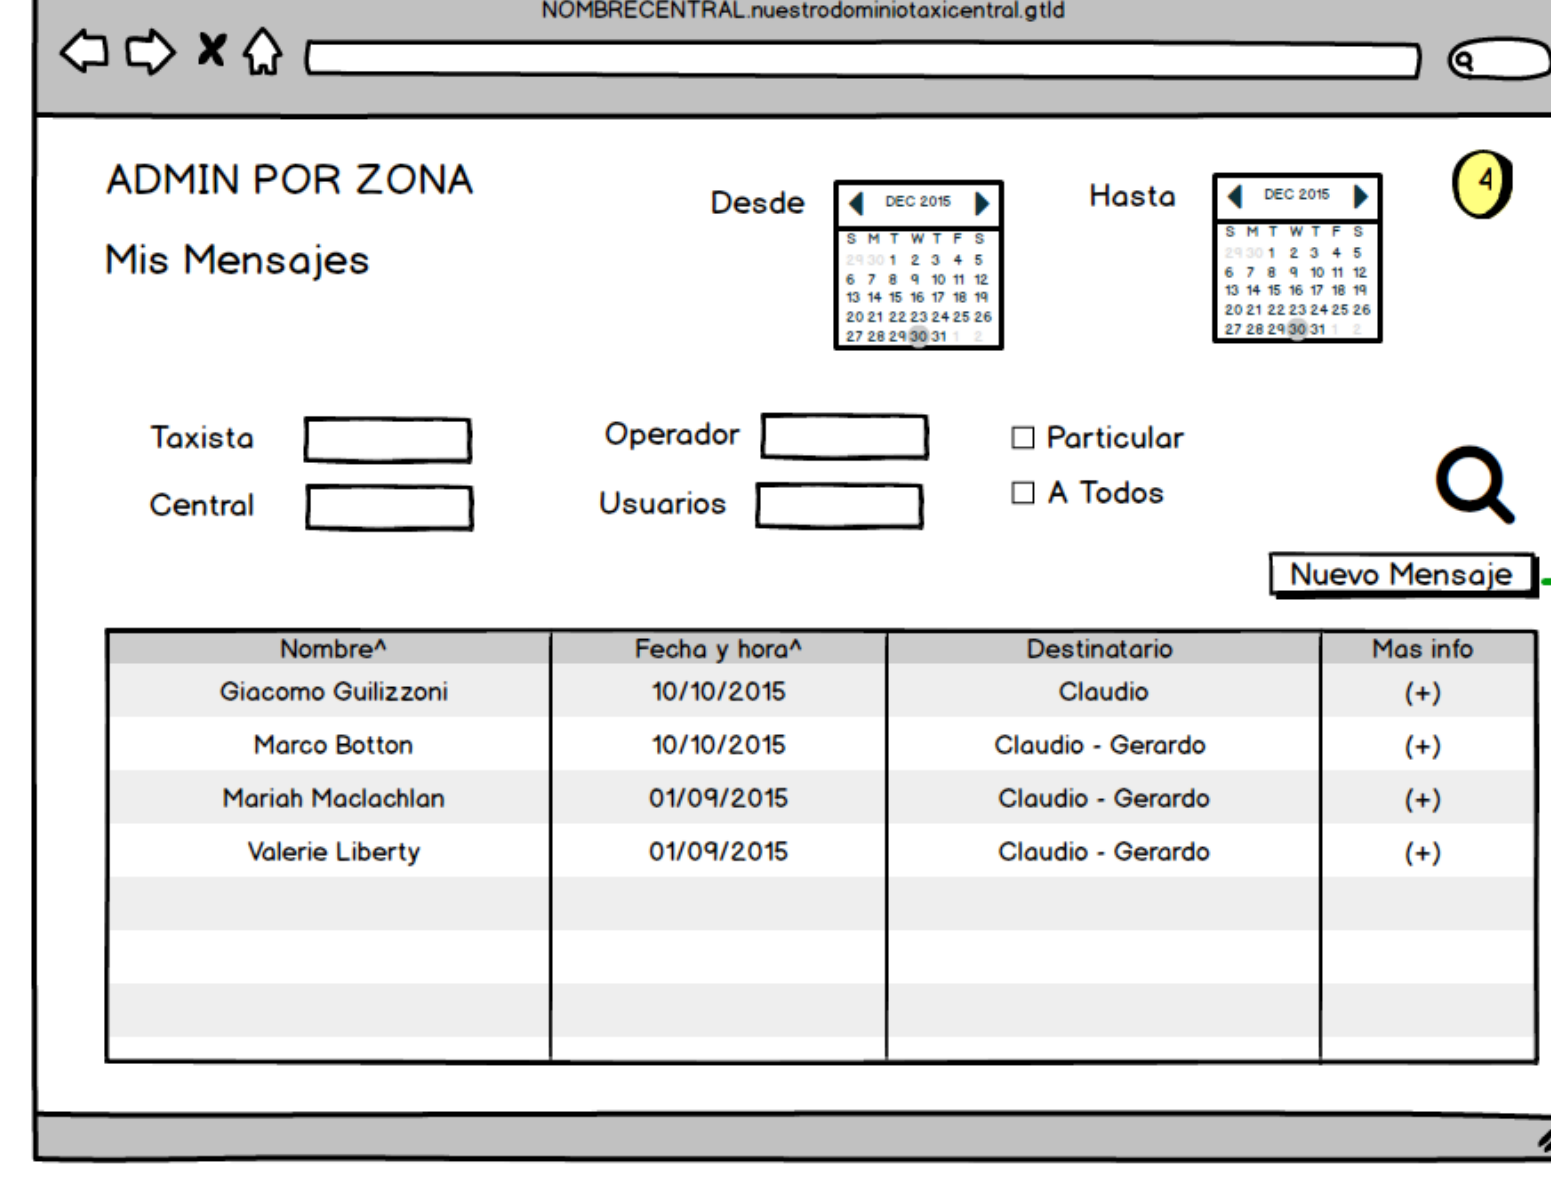 NOMBRECENTRAL.nuestrodominiotaxicentral.gtld
ADMIN POR ZONA
Mis Mensajes
Desde
DEC 2015
S M T W T F S
29 30 1 2 3 4 5
6 7 8 9 10 11 12
13 14 15 16 17 18 19
20 21 22 23 24 25 26
27 28 29 30 31 1 2
Hasta
DEC 2015
S M T W T F S
29 30 1 2 3 4 5
6 7 8 9 10 11 12
13 14 15 16 17 18 19
20 21 22 23 24 25 26
27 28 29 30 31 1 2
4
Taxista
Operador
Particular
Central
Usuarios
A Todos
Nuevo Mensaje
Nombre^ Fecha y hora^ Destinatario Mas info
Giacomo Guilizzoni 10/10/2015 Claudio (+)
Marco Botton 10/10/2015 Claudio - Gerardo (+)
Mariah Maclachlan 01/09/2015 Claudio - Gerardo (+)
Valerie Liberty 01/09/2015 Claudio - Gerardo (+)